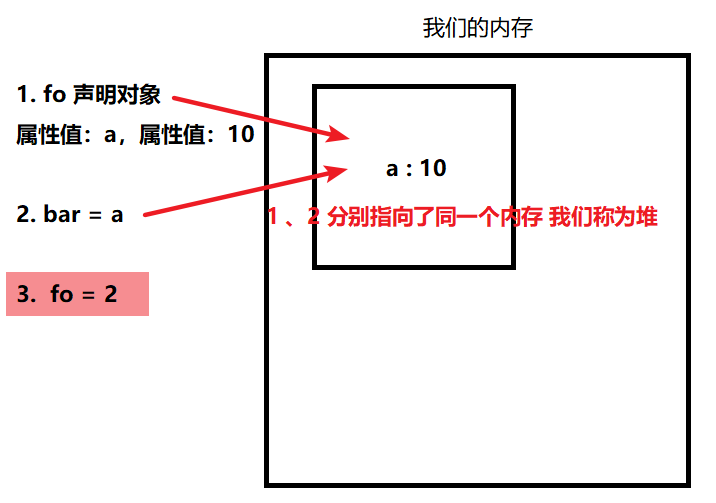 我们的内存
1. fo 声明对象
属性值：a，属性值：10
a : 10
2. bar = a
1 、2 分别指向了同一个内存 我们称为堆
3. fo = 2